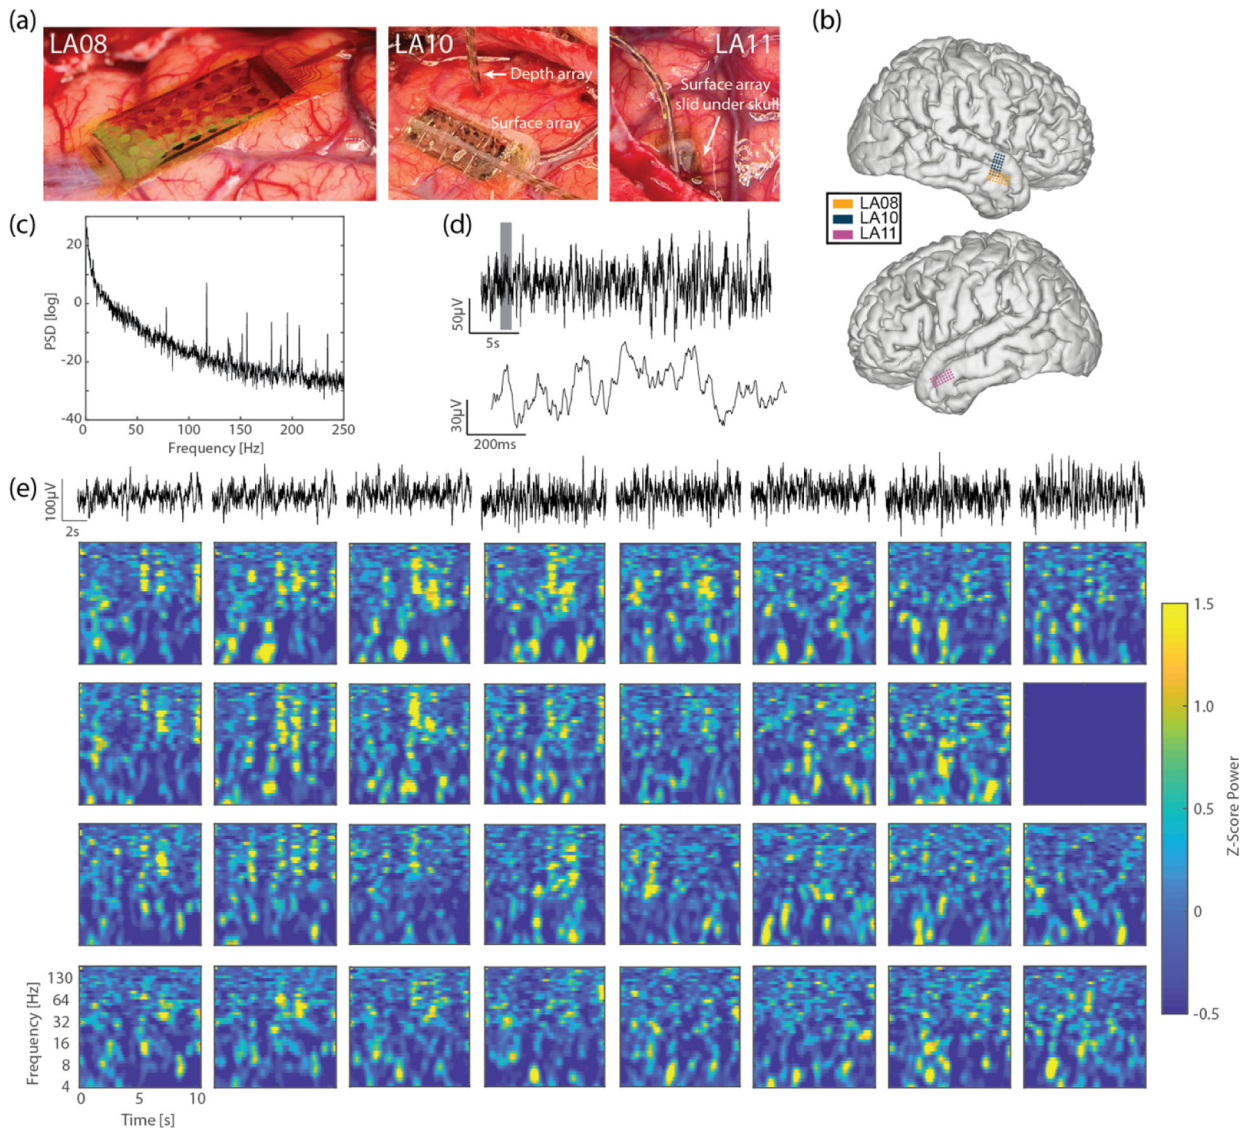 (a)
LA08
LA10
Depth array
Surface array
LA11
Surface array
slid under skull
(b)
LA08
LA10
LA11
(c)
20
0
-20
-40
PSD [log]
0 50 100 150 200 250
Frequency [Hz]
(d)
50μV
5s
30μV
200ms
(e)
100μV
2s
130
64
32
16
8
4
Frequency [Hz]
0 5 10
Time [s]
1.5
1.0
0.5
0
-0.5
Z-Score Power